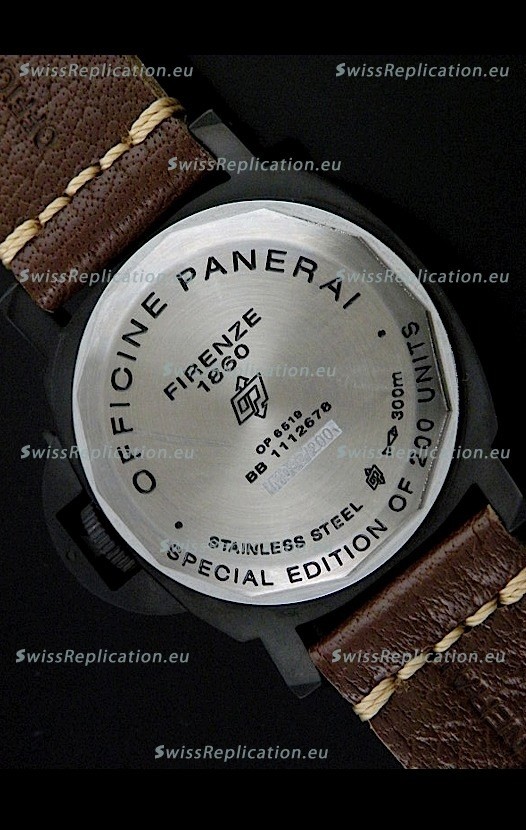 SwissReplication.eu SwissReplication.eu
SwissReplication.eu
SwissReplication.eu SwissReplication.eu
SwissReplication.eu
SwissReplication.eu SwissReplication.eu
SwissReplication.eu
SwissReplication.eu SwissReplication.eu
SwissReplication.eu
OFFICINE PANERAI
FIRENZE
1860
OP 6519
BB 1112678
STAINLESS STEEL
300m
SPECIAL EDITION OF 200 UNITS